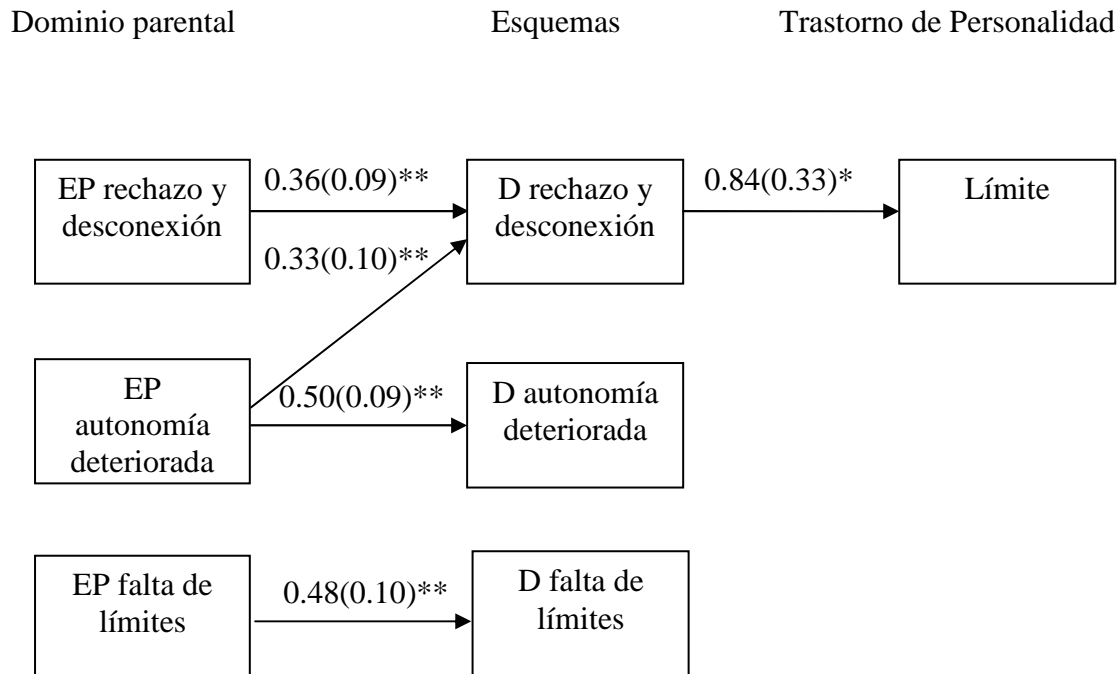 Dominio parental Esquemas Trastorno de Personalidad
EP rechazo y
desconexión
0.36(0.09)**
0.33(0.10)**
D rechazo y
desconexión
0.84(0.33)*
Límite
EP
autonomía
deteriorada
0.50(0.09)**
D autonomía
deteriorada
EP falta de
límites
0.48(0.10)**
D falta de
límites